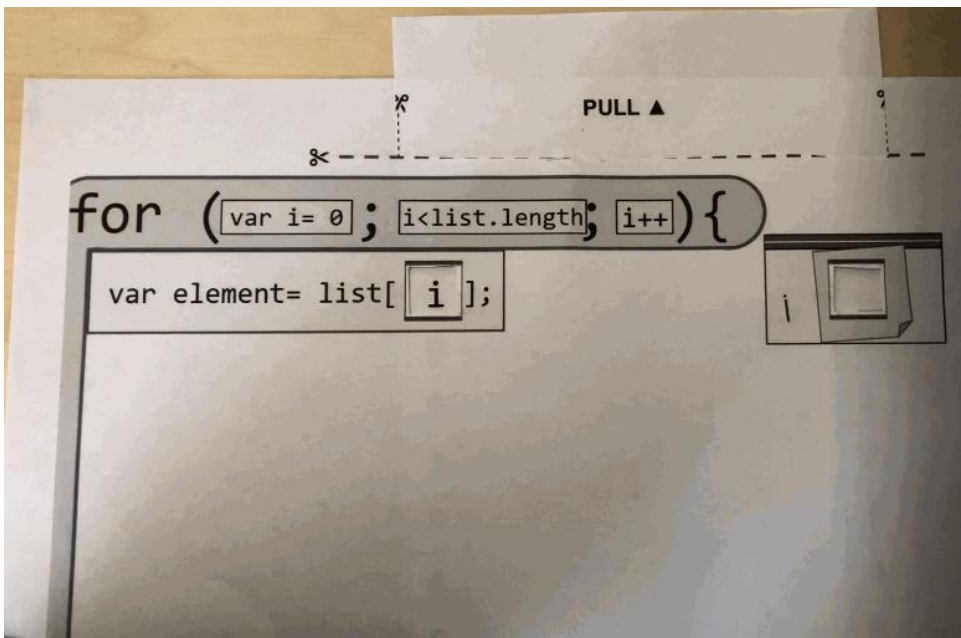 PULL ▲
for (var i= 0; i<list.length; i++){
var element= list[ i ];
i